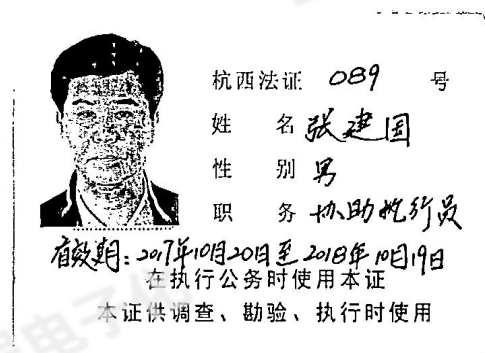 杭西法证 089 号
姓 名 张建国
性 别 男
职 务 协助执行员
有效期：2017年10月20日至2018年10月19日
在执行公务时使用本证
本证供调查、勘验、执行时使用